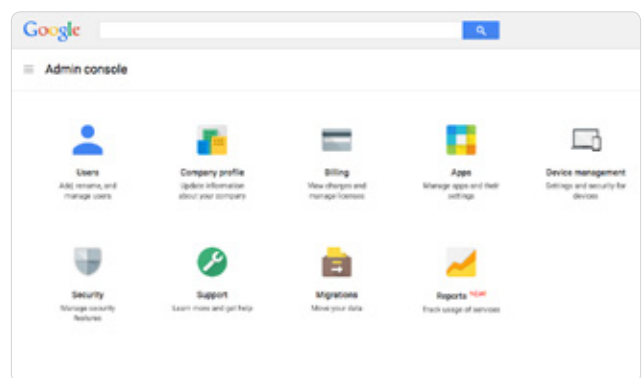 Google
Admin console
Users
Add, rename, and
manage users
Company profile
Update information
about your company
Billing
View charges and
manage licenses
Apps
Manage apps and their
settings
Device management
Settings and security for
devices
Security
Manage security
features
Support
Learn more and get help
Migrations
Move your data
Reports NEW!
Track usage of services